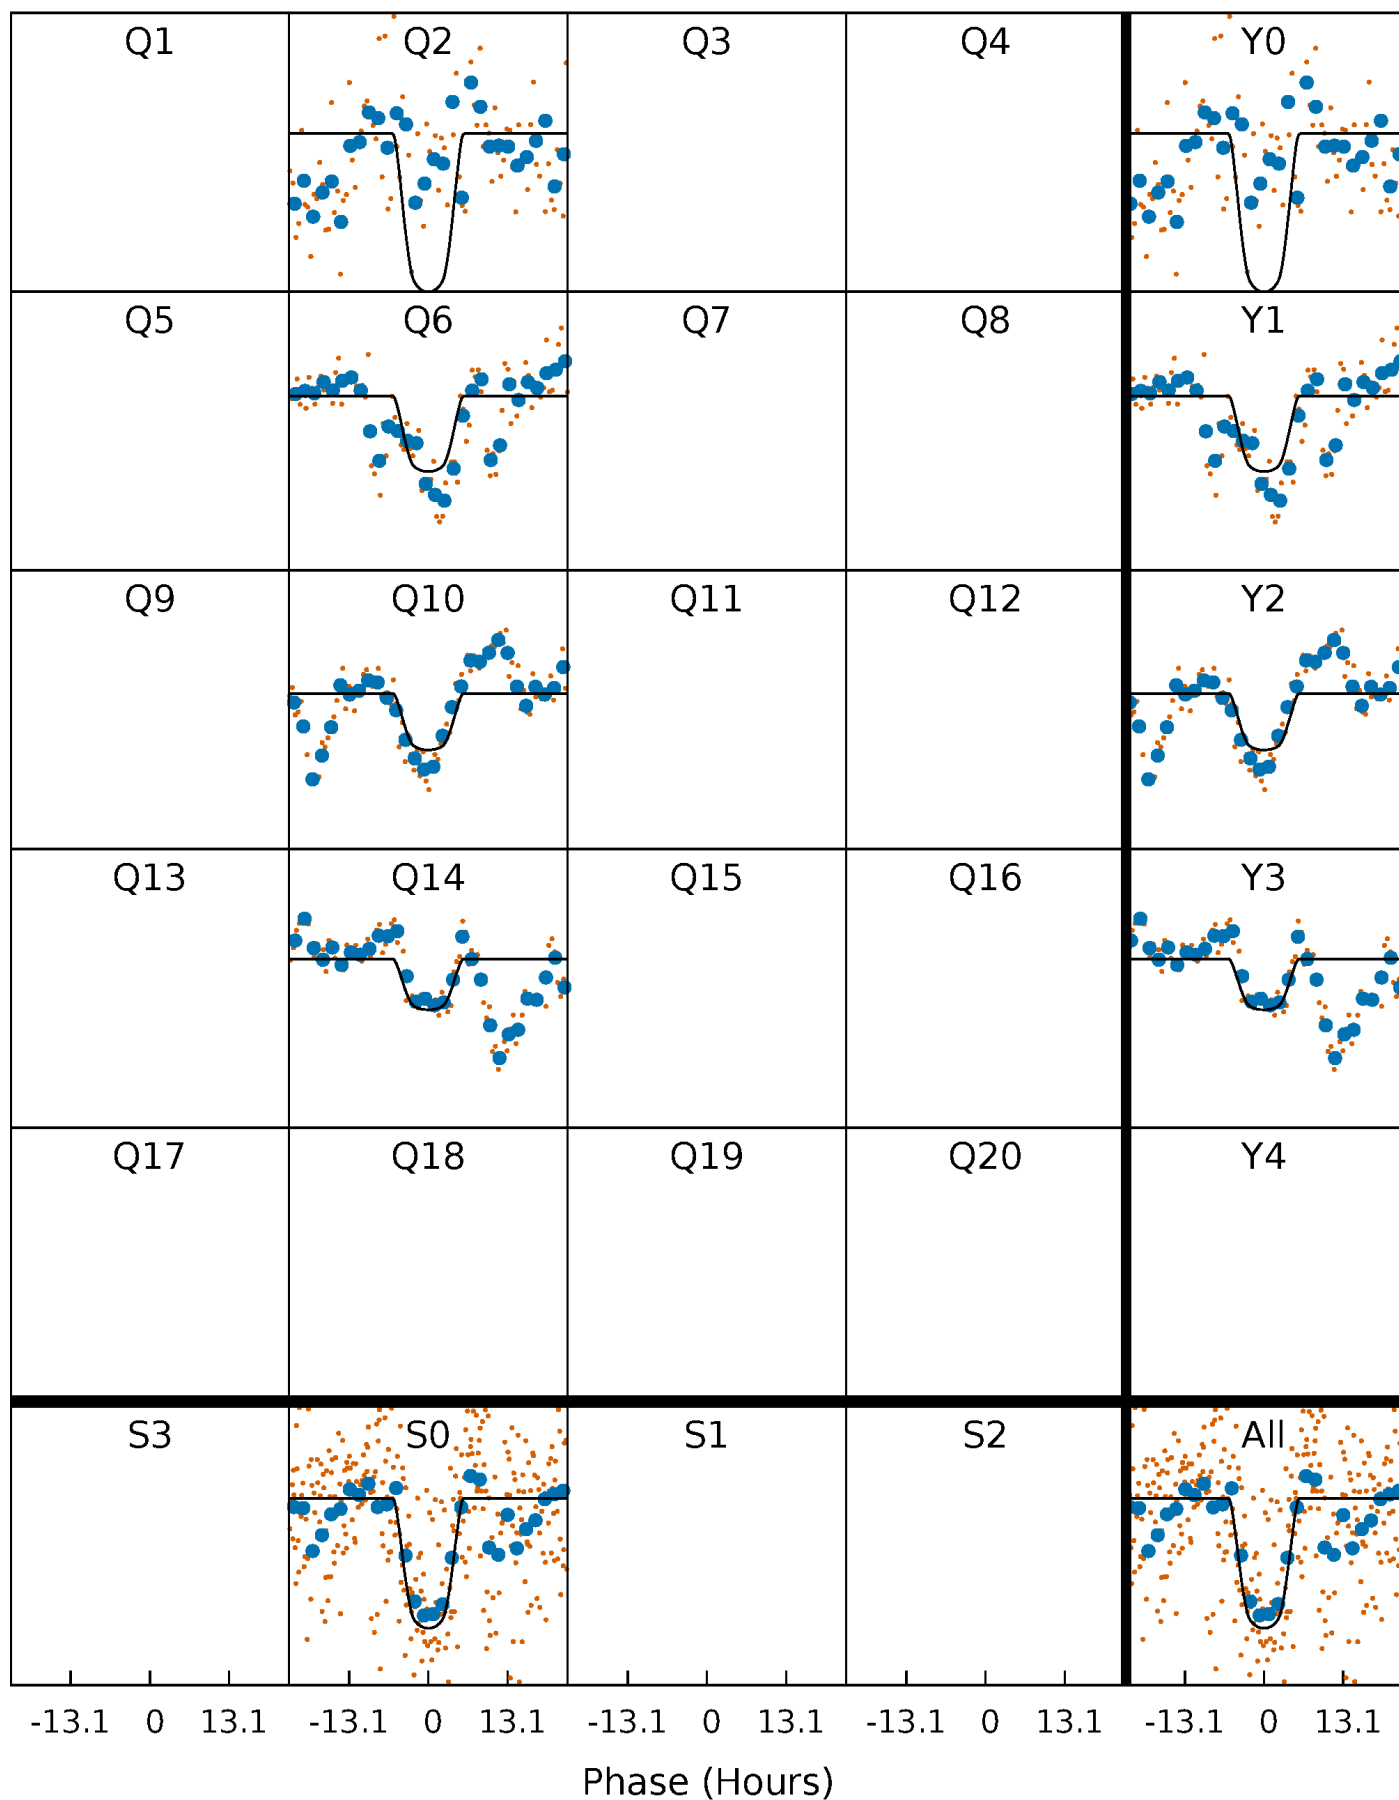 Q1 Q2 Q3 Q4 Y0
Q5 Q6 Q7 Q8 Y1
Q9 Q10 Q11 Q12 Y2
Q13 Q14 Q15 Q16 Y3
Q17 Q18 Q19 Q20 Y4
S3 S0 S1 S2 All
-13.1 0 13.1 -13.1 0 13.1 -13.1 0 13.1 -13.1 0 13.1 -13.1 0 13.1
Phase (Hours)